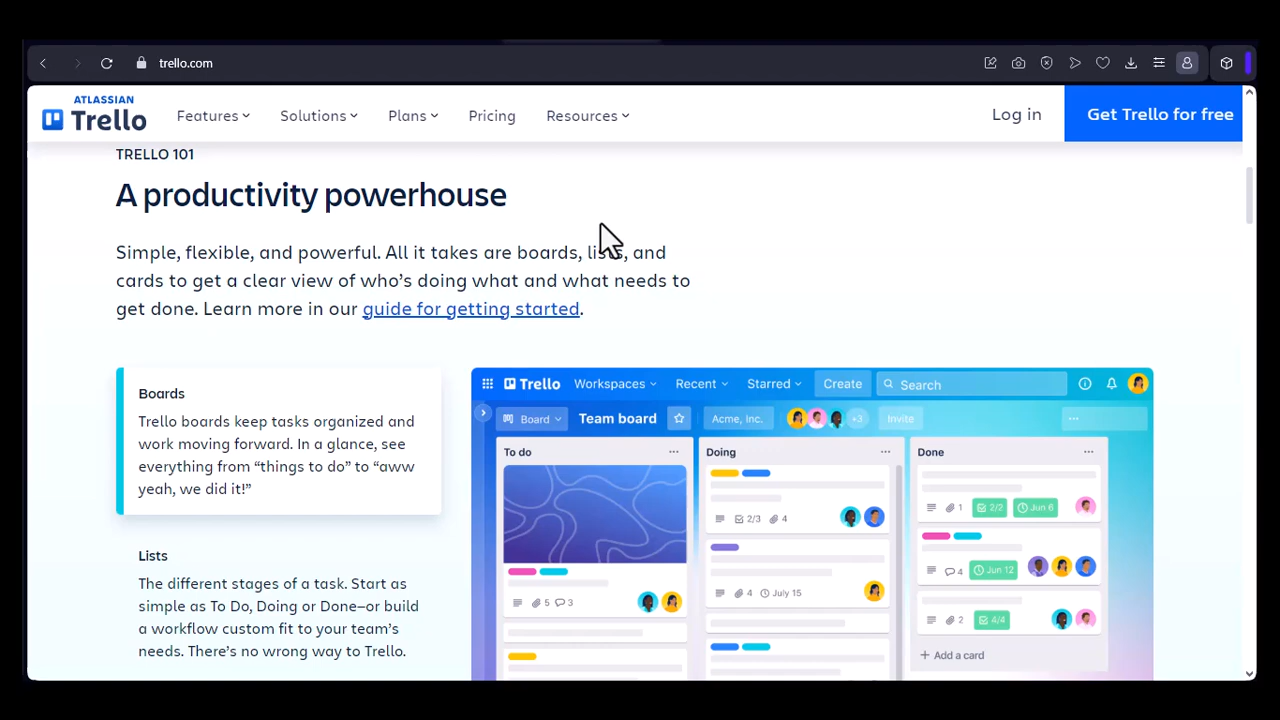 trello.com
ATLASSIAN
Trello
Features
Solutions
Plans
Pricing
Resources
Log in
Get Trello for free
TRELLO 101
A productivity powerhouse
Simple, flexible, and powerful. All it takes are boards, lists, and
cards to get a clear view of who’s doing what and what needs to
get done. Learn more in our guide for getting started.
Boards
Trello boards keep tasks organized and
work moving forward. In a glance, see
everything from “things to do” to “aww
yeah, we did it!”
Lists
The different stages of a task. Start as
simple as To Do, Doing or Done—or build
a workflow custom fit to your team’s
needs. There’s no wrong way to Trello.
Trello
Workspaces
Recent
Starred
Create
Search
Board
Team board
Acme, Inc.
+3
Invite
To do
5 3
Doing
2/3 4
4 July 15
Done
1 2/2 Jun 6
4 Jun 12
2 4/4
+ Add a card